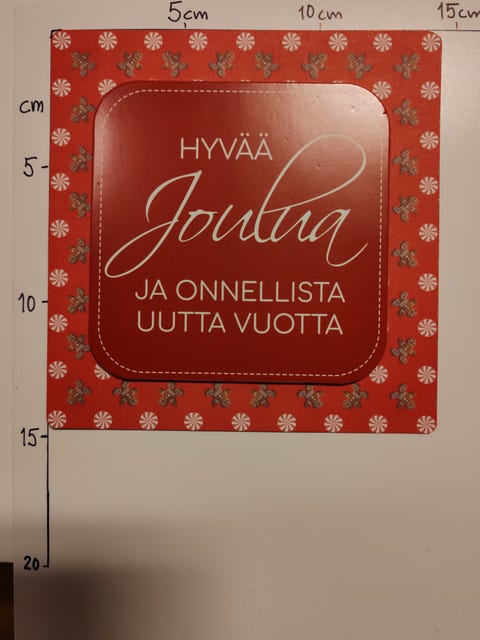 5cm 10cm 15cm
cm
HYVÄÄ
5
Joulua
JA ONNELLISTA
10
UUTTA VUOTTA
15
20